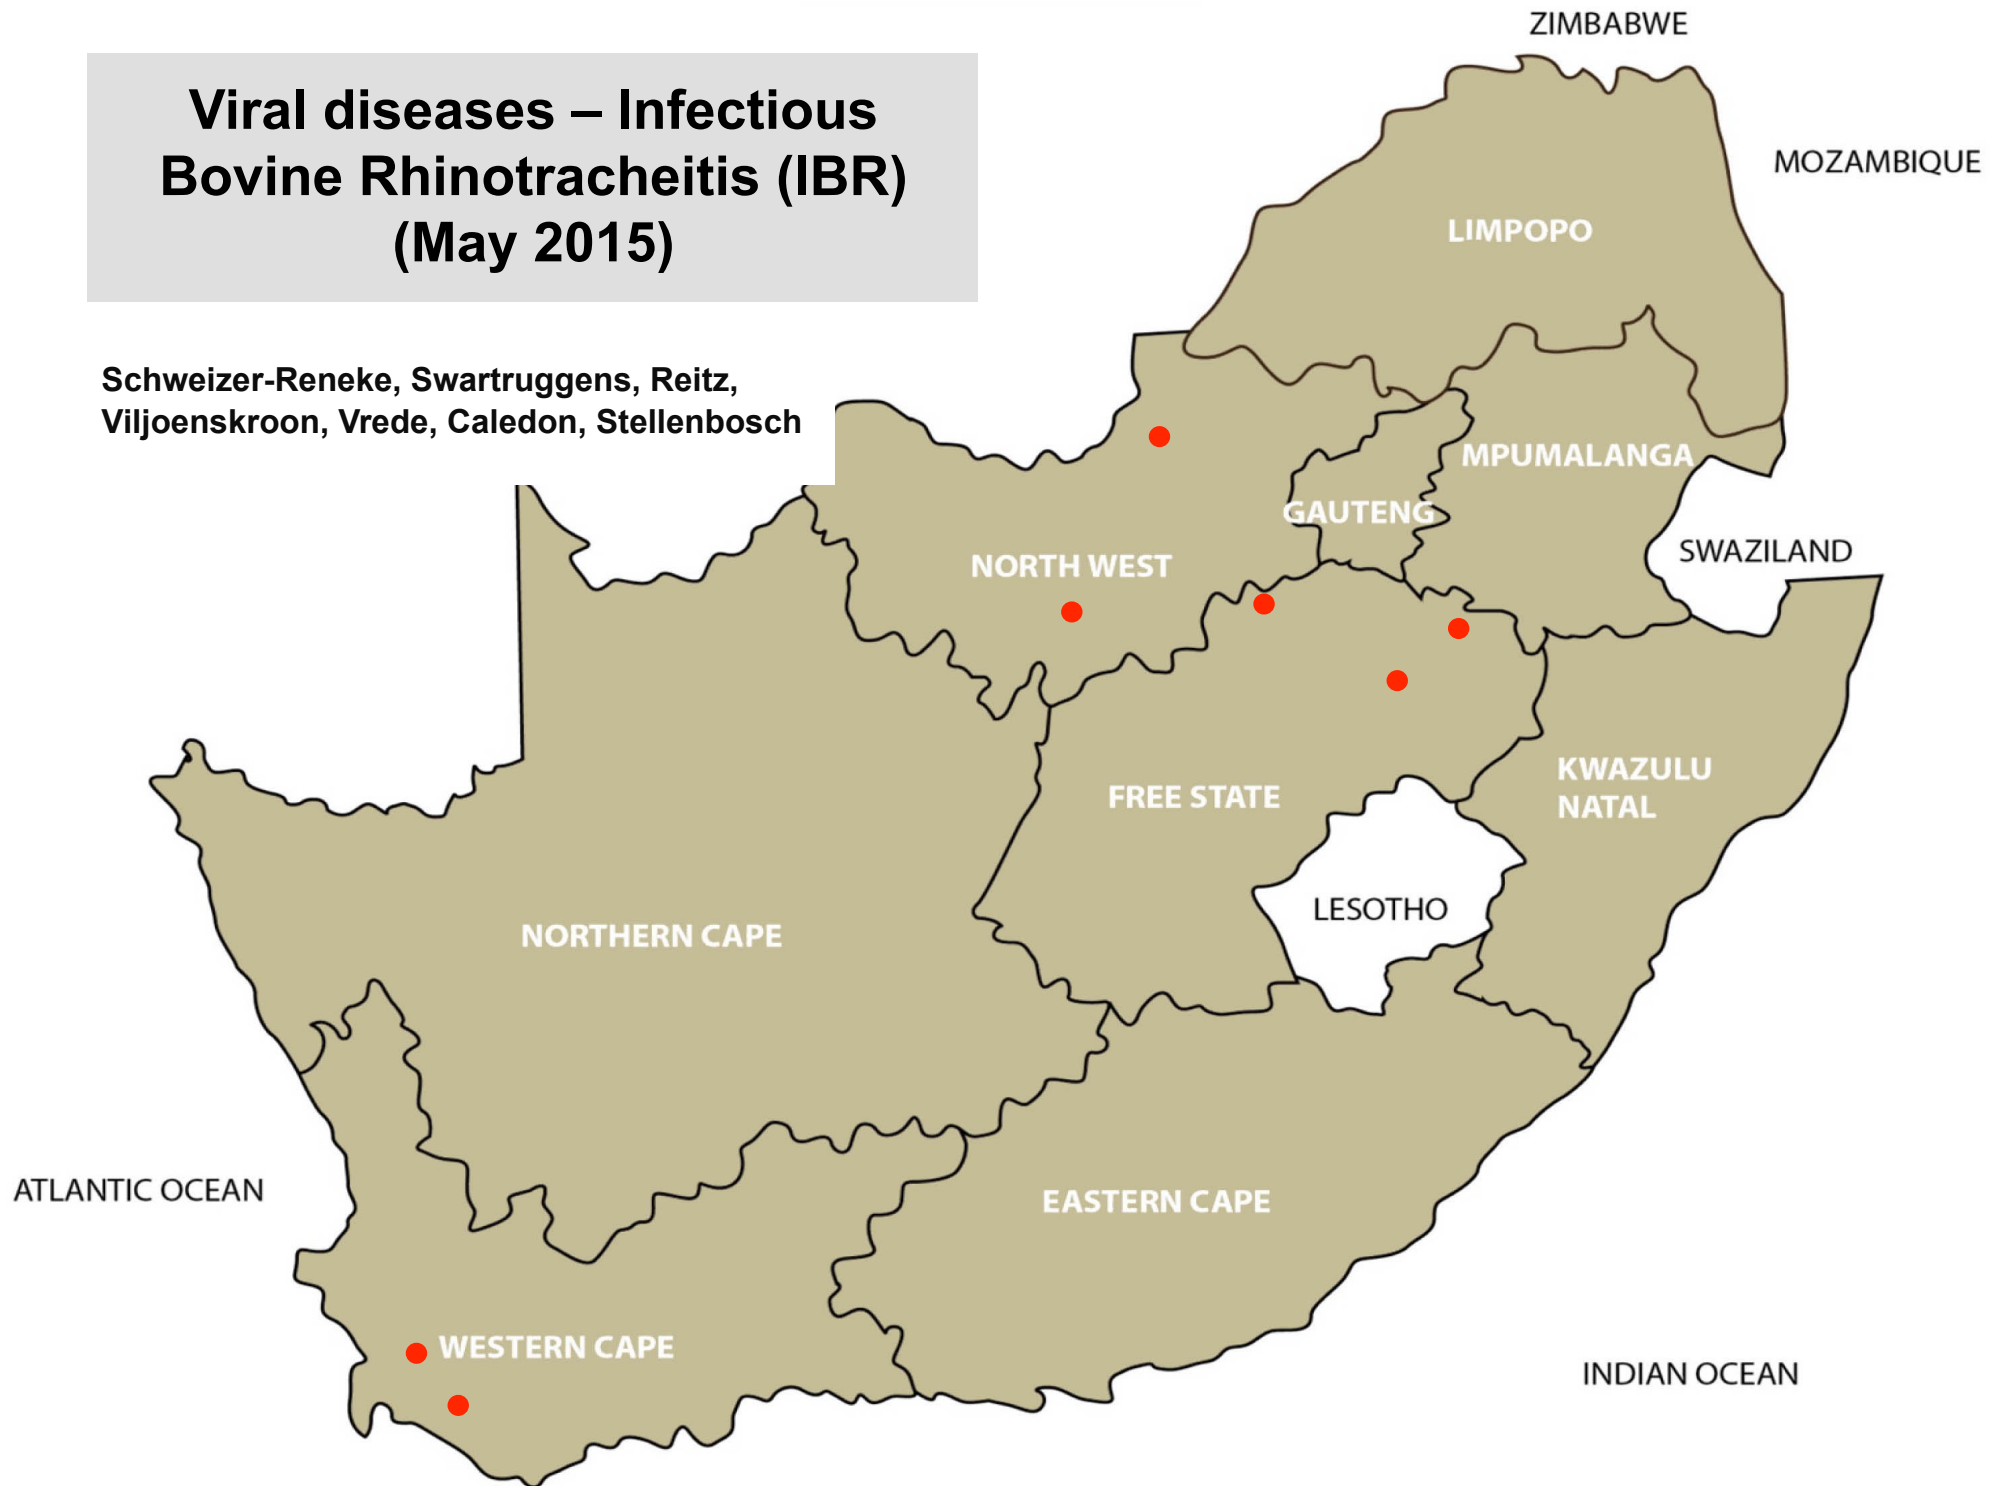 ZIMBABWE
Viral diseases – Infectious
Bovine Rhinotracheitis (IBR)
(May 2015)
MOZAMBIQUE
LIMPOPO
Schweizer-Reneke, Swartruggens, Reitz,
Viljoenskroon, Vrede, Caledon, Stellenbosch
MPUMALANGA
GAUTENG
SWAZILAND
NORTH WEST
KWAZULU
NATAL
FREE STATE
LESOTHO
NORTHERN CAPE
ATLANTIC OCEAN
EASTERN CAPE
WESTERN CAPE
INDIAN OCEAN